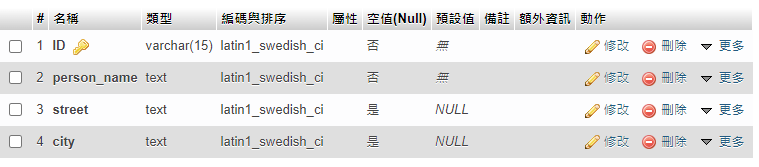 # 名稱 類型 編碼與排序 屬性 空值(Null) 預設值 備註 額外資訊 動作
1 ID varchar(15) latin1_swedish_ci 否 無 修改 刪除 更多
2 person_name text latin1_swedish_ci 否 無 修改 刪除 更多
3 street text latin1_swedish_ci 是 NULL 修改 刪除 更多
4 city text latin1_swedish_ci 是 NULL 修改 刪除 更多